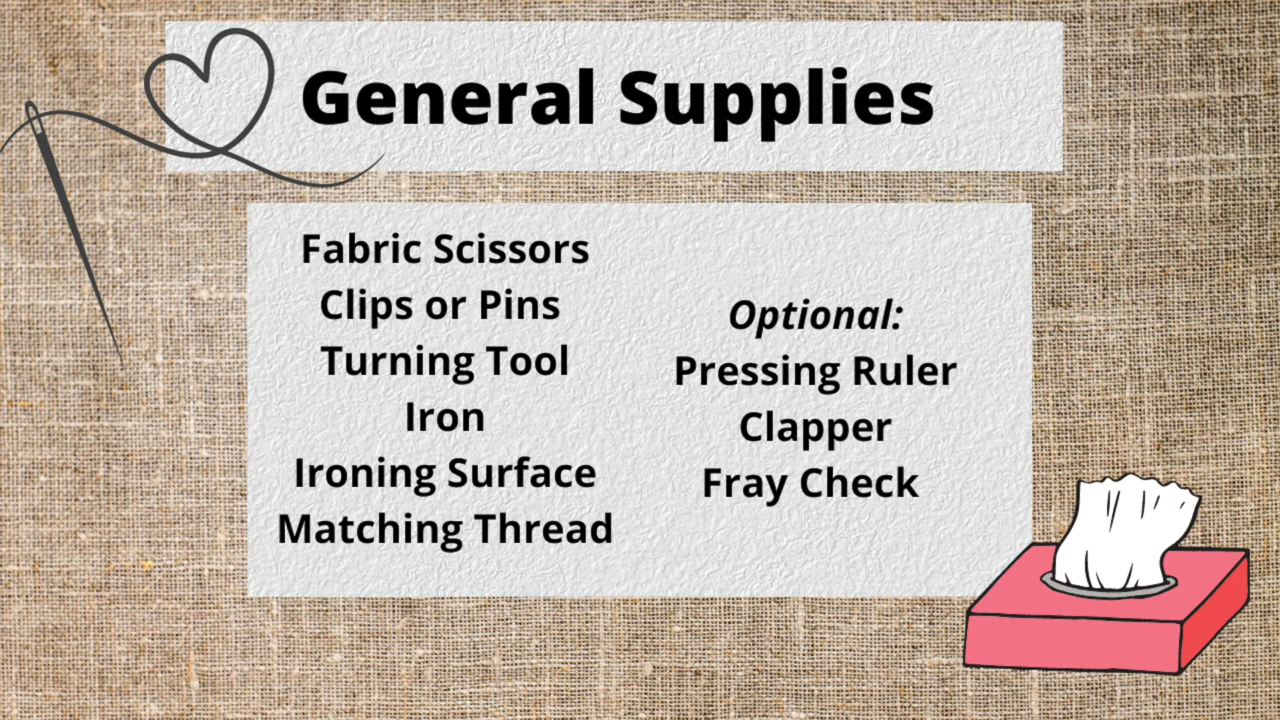 General Supplies
Fabric Scissors
Clips or Pins
Turning Tool
Iron
Ironing Surface
Matching Thread
Optional:
Pressing Ruler
Clapper
Fray Check